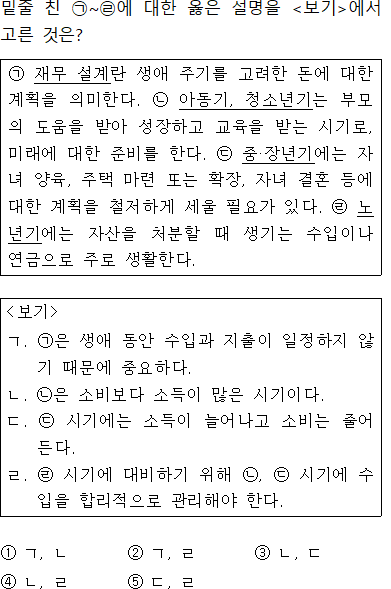 밑줄 친 ㉠~㉣에 대한 옳은 설명을 <보기>에서
고른 것은?
㉠ 재무 설계란 생애 주기를 고려한 돈에 대한
계획을 의미한다. ㉡ 아동기, 청소년기는 부모
의 도움을 받아 성장하고 교육을 받는 시기로,
미래에 대한 준비를 한다. ㉢ 중·장년기에는 자
녀 양육, 주택 마련 또는 확장, 자녀 결혼 등에
대한 계획을 철저하게 세울 필요가 있다. ㉣ 노
년기에는 자산을 처분할 때 생기는 수입이나
연금으로 주로 생활한다.
<보기>
ㄱ. ㉠은 생애 동안 수입과 지출이 일정하지 않
기 때문에 중요하다.
ㄴ. ㉡은 소비보다 소득이 많은 시기이다.
ㄷ. ㉢ 시기에는 소득이 늘어나고 소비는 줄어
든다.
ㄹ. ㉣ 시기에 대비하기 위해 ㉡, ㉢ 시기에 수
입을 합리적으로 관리해야 한다.
① ㄱ, ㄴ ② ㄱ, ㄹ ③ ㄴ, ㄷ
④ ㄴ, ㄹ ⑤ ㄷ, ㄹ